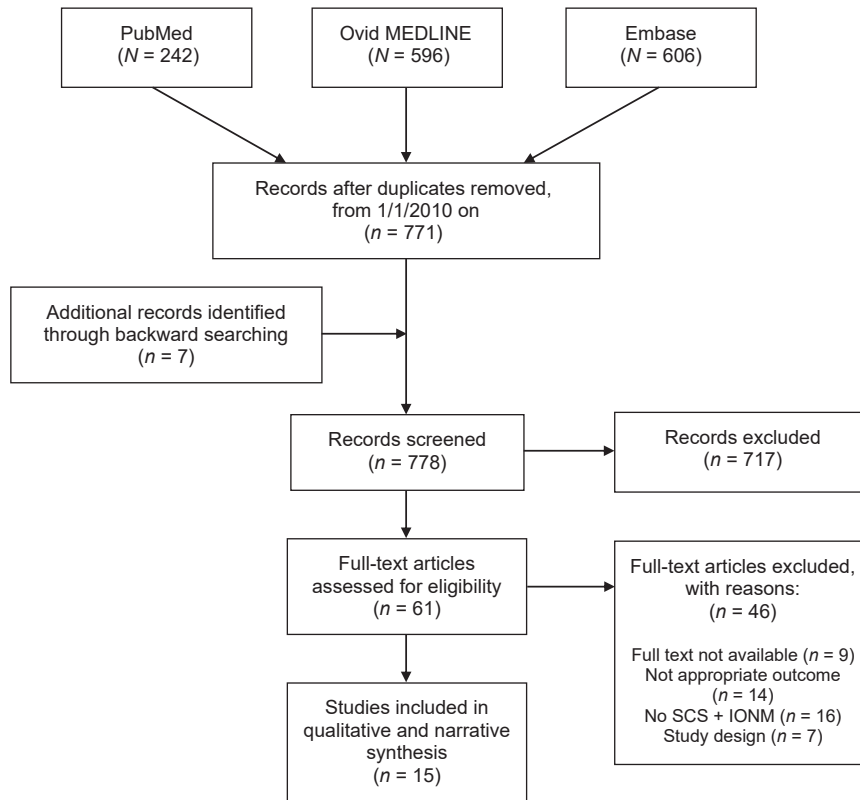 PubMed
(N = 242)
Ovid MEDLINE
(N = 596)
Embase
(N = 606)
Records after duplicates removed,
from 1/1/2010 on
(n = 771)
Additional records identified
through backward searching
(n = 7)
Records screened
(n = 778)
Records excluded
(n = 717)
Full-text articles
assessed for eligibility
(n = 61)
Full-text articles excluded,
with reasons:
(n = 46)
Full text not available (n = 9)
Not appropriate outcome
(n = 14)
No SCS + IONM (n = 16)
Study design (n = 7)
Studies included in
qualitative and narrative
synthesis
(n = 15)